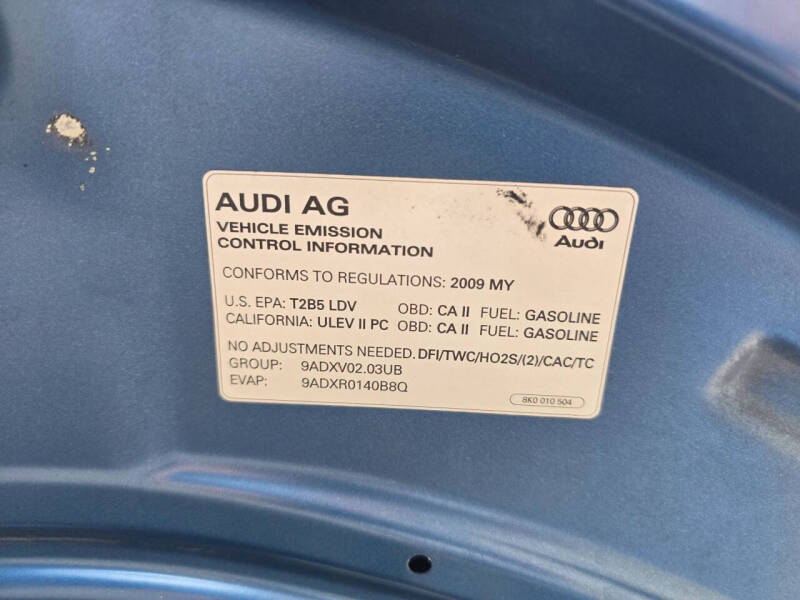 AUDI AG
VEHICLE EMISSION
CONTROL INFORMATION
Audi
CONFORMS TO REGULATIONS: 2009 MY
U.S. EPA: T2B5 LDV OBD: CA II FUEL: GASOLINE
CALIFORNIA: ULEV II PC OBD: CA II FUEL: GASOLINE
NO ADJUSTMENTS NEEDED. DFI/TWC/HO2S/(2)/CAC/TC
GROUP: 9ADXV02.03UB
EVAP: 9ADXR0140B8Q
8K0 010 504